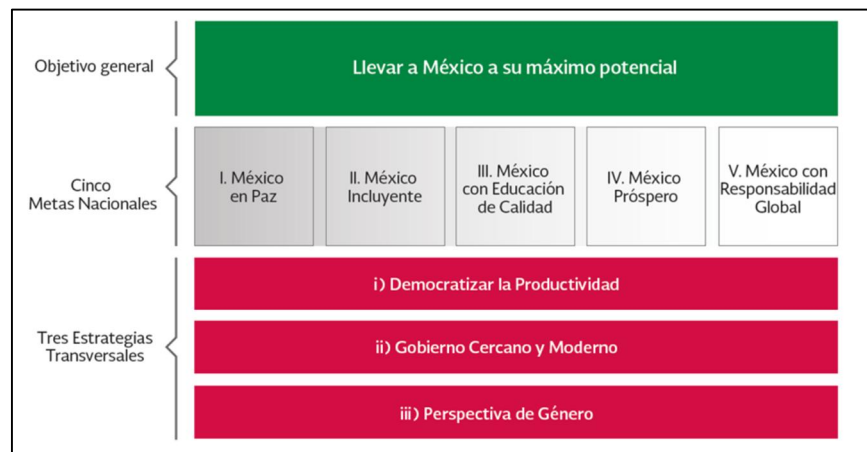 Objetivo general
Llevar a México a su máximo potencial
Cinco
Metas Nacionales
I. México
en Paz
II. México
Incluyente
III. México
con Educación
de Calidad
IV. México
Próspero
V. México con
Responsabilidad
Global
Tres Estrategias
Transversales
i) Democratizar la Productividad
ii) Gobierno Cercano y Moderno
iii) Perspectiva de Género